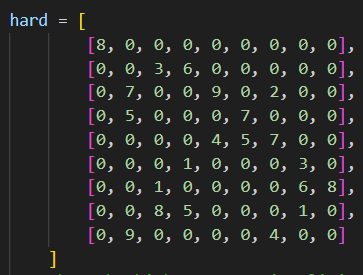 hard = [
[8, 0, 0, 0, 0, 0, 0, 0, 0],
[0, 0, 3, 6, 0, 0, 0, 0, 0],
[0, 7, 0, 0, 9, 0, 2, 0, 0],
[0, 5, 0, 0, 0, 7, 0, 0, 0],
[0, 0, 0, 0, 4, 5, 7, 0, 0],
[0, 0, 0, 1, 0, 0, 0, 3, 0],
[0, 0, 1, 0, 0, 0, 0, 6, 8],
[0, 0, 8, 5, 0, 0, 0, 1, 0],
[0, 9, 0, 0, 0, 0, 4, 0, 0]
]